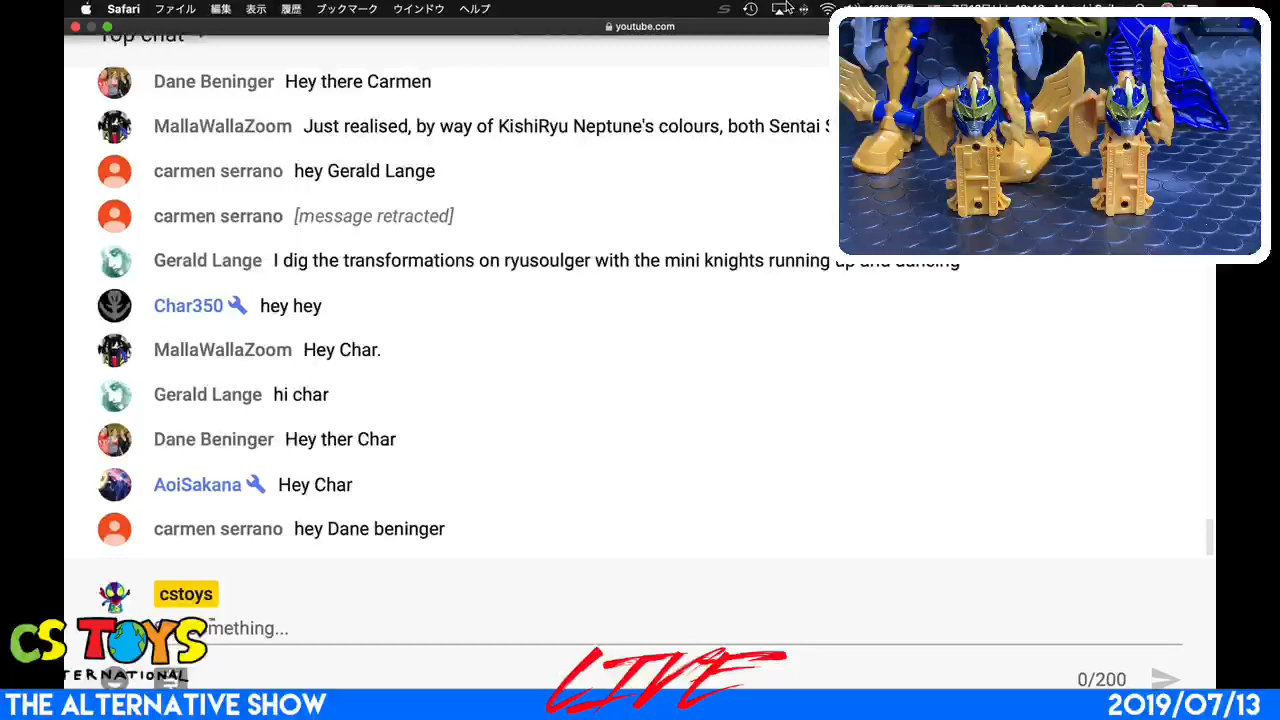 Safari ファイル 編集 表示 履歴 ブックマーク ウインドウ ヘルプ
youtube.com
Top chat
Dane Beninger Hey there Carmen
MallaWallaZoom Just realised, by way of KishiRyu Neptune's colours, both Sentai
carmen serrano hey Gerald Lange
carmen serrano [message retracted]
Gerald Lange I dig the transformations on ryusoulger with the mini knights running up and dancing
Char350 hey hey
MallaWallaZoom Hey Char.
Gerald Lange hi char
Dane Beninger Hey ther Char
AoiSakana Hey Char
carmen serrano hey Dane beninger
cstoys
mething...
CS TOYS
INTERNATIONAL
LIVE
0/200
THE ALTERNATIVE SHOW
2019/07/13